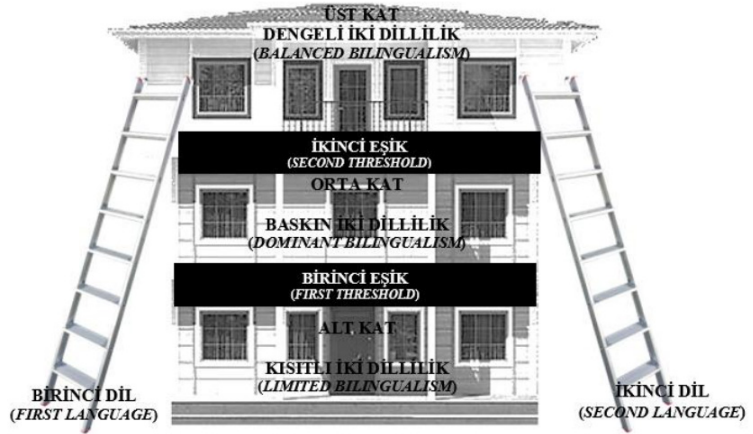 ÜST KAT
DENGELİ İKİ DİLLİLİK
(BALANCED BILINGUALISM)
İKİNCİ EŞİK
(SECOND THRESHOLD)
ORTA KAT
BASKIN İKİ DİLLİLİK
(DOMINANT BILINGUALISM)
BİRİNCİ EŞİK
(FIRST THRESHOLD)
ALT KAT
KISITLI İKİ DİLLİLİK
(LIMITED BILINGUALISM)
BİRİNCİ DİL
(FIRST LANGUAGE)
İKİNCİ DİL
(SECOND LANGUAGE)